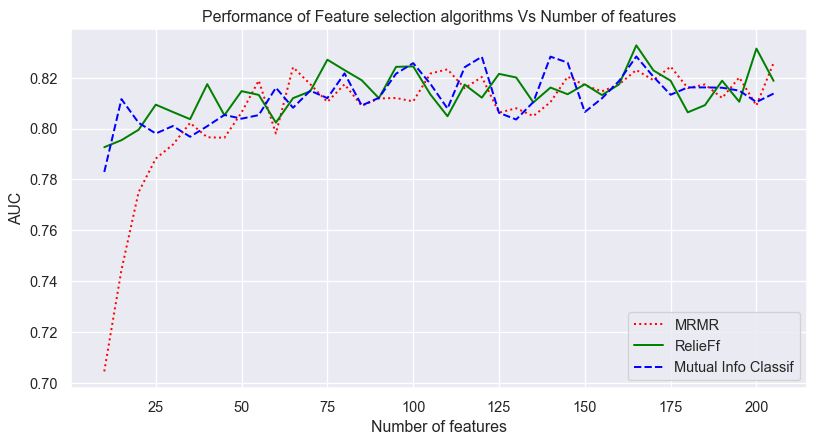 Performance of Feature selection algorithms Vs Number of features
AUC
0.82
0.80
0.78
0.76
0.74
0.72
0.70
MRMR
RelieFf
Mutual Info Classif
25 50 75 100 125 150 175 200
Number of features